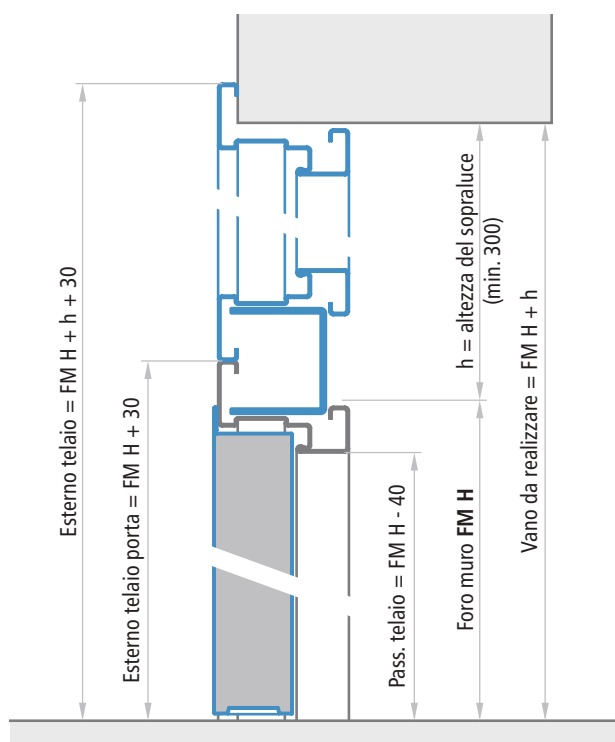 Esterno telaio = FM H + h + 30
Esterno telaio porta = FM H + 30
Pass. telaio = FM H - 40
h = altezza del sopraluce
(min. 300)
Foro muro FM H
Vano da realizzare = FM H + h